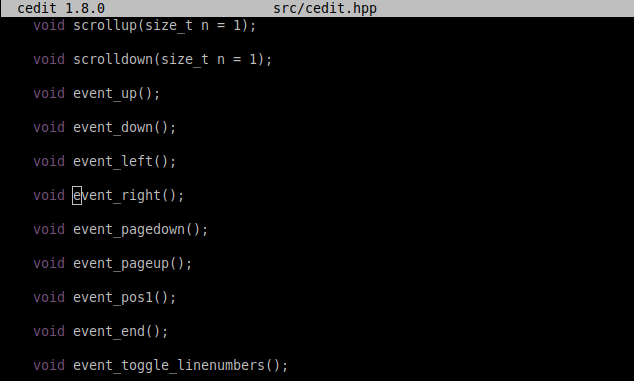 cedit 1.8.0 src/cedit.hpp
void scrollup(size_t n = 1);
void scrolldown(size_t n = 1);
void event_up();
void event_down();
void event_left();
void event_right();
void event_pagedown();
void event_pageup();
void event_pos1();
void event_end();
void event_toggle_linenumbers();